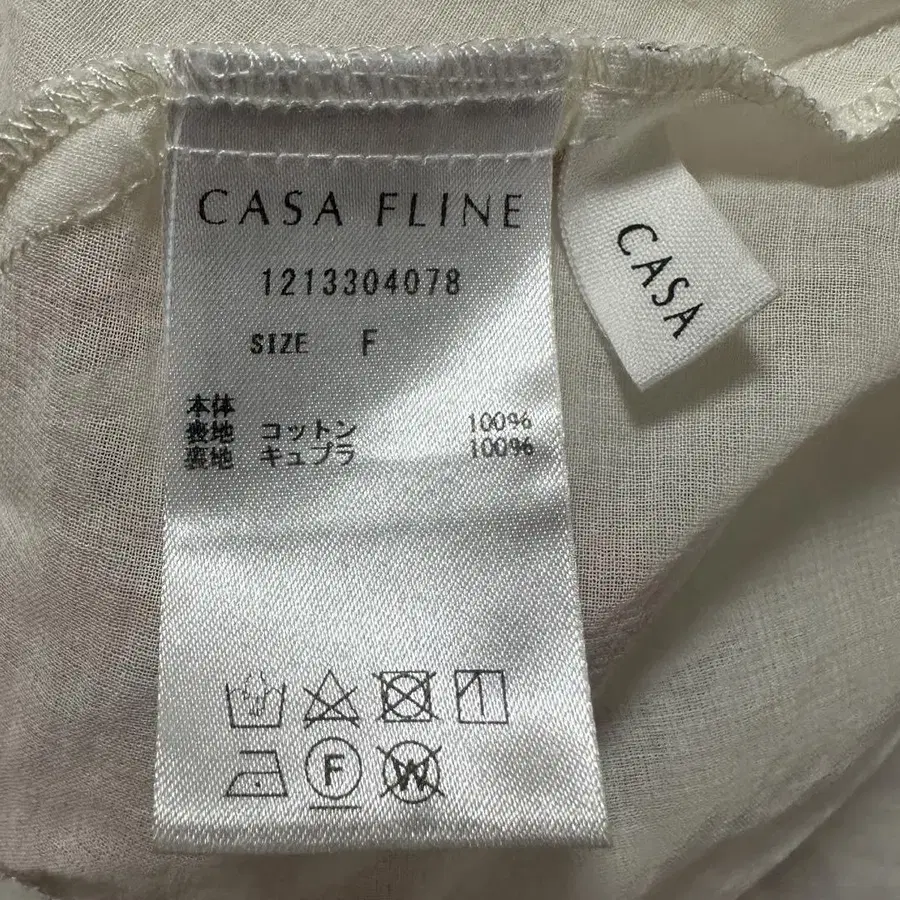 CASA FLINE
1213304078
SIZE F
本体
表地 コットン 100%
裏地 キュプラ 100%
F
W
CASA